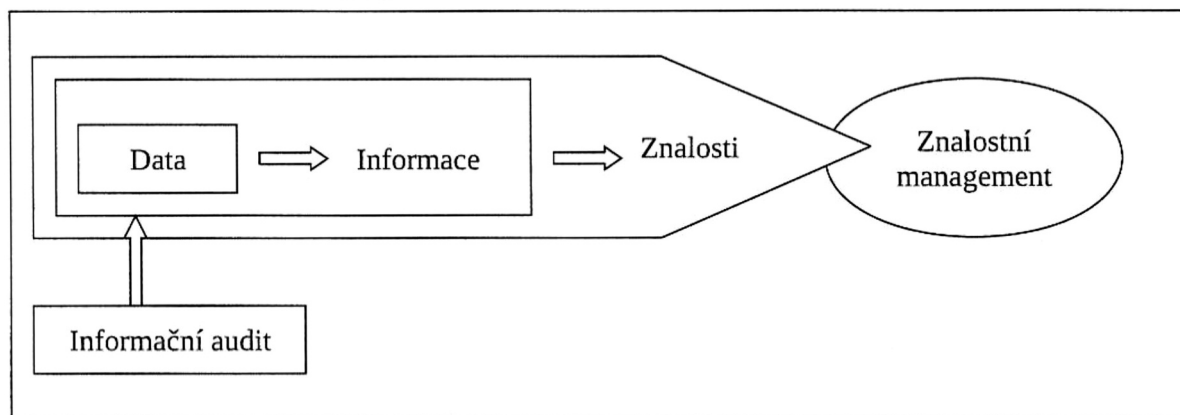 Data
Informace
Znalosti
Znalostní
management
Informační audit